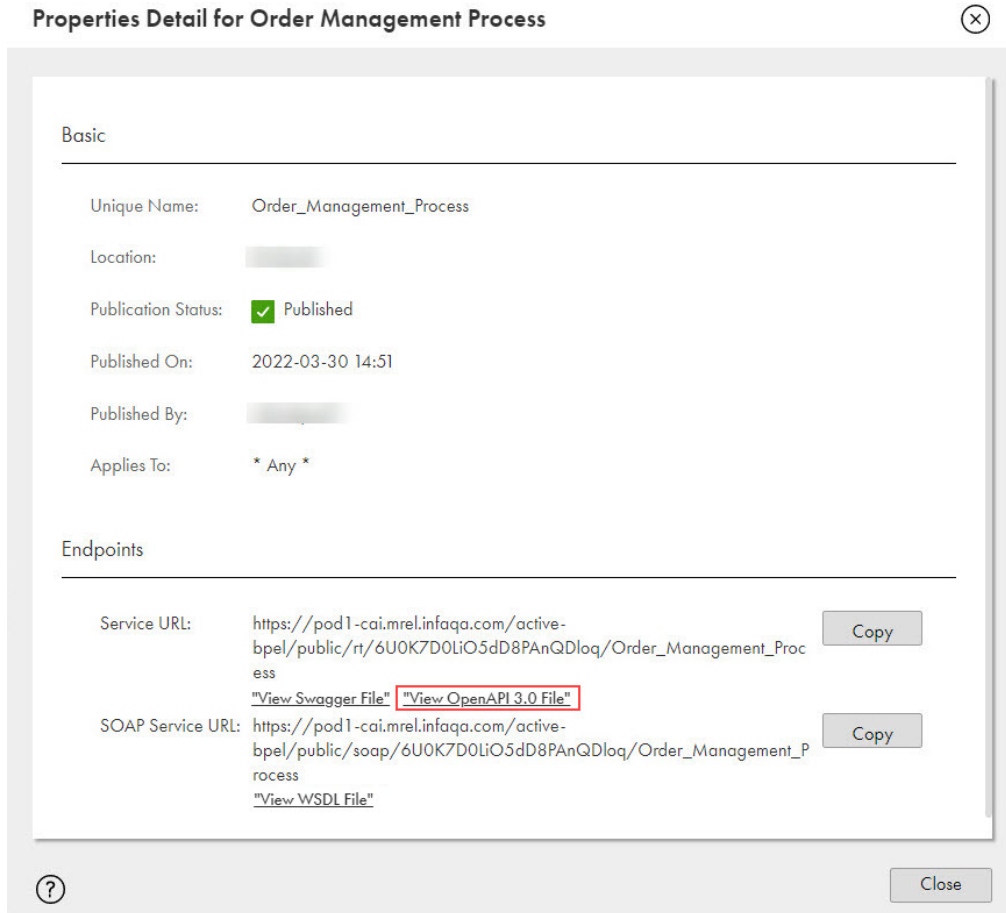 Properties Detail for Order Management Process
Basic
Unique Name: Order_Management_Process
Location:
Publication Status: Published
Published On: 2022-03-30 14:51
Published By:
Applies To: * Any *
Endpoints
Service URL: https://pod1-cai.mrel.infaqa.com/active-
bpel/public/rt/6U0K7D0LiO5dD8PAnQDloq/Order_Management_Proc
ess
Copy
"View Swagger File" "View OpenAPI 3.0 File"
SOAP Service URL: https://pod1-cai.mrel.infaqa.com/active-
bpel/public/soap/6U0K7D0LiO5dD8PAnQDloq/Order_Management_P
rocess
Copy
"View WSDL File"
?
Close